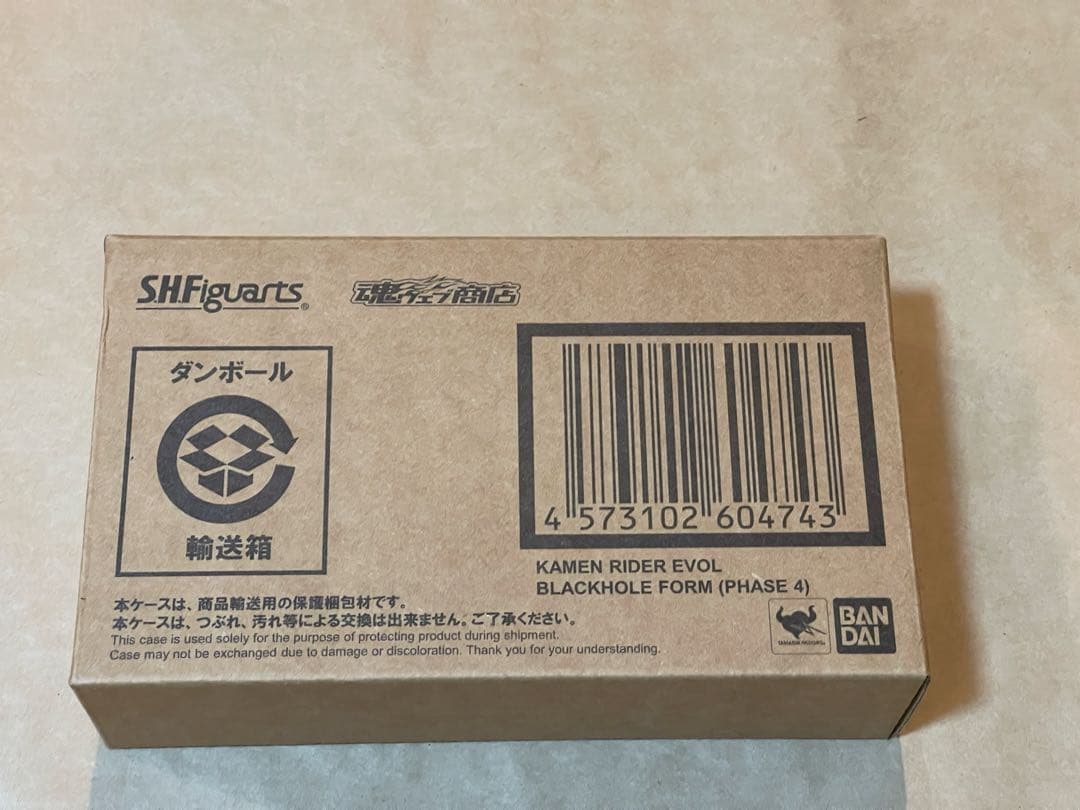 S.H.Figuarts®
魂ウェブ商店
ダンボール
輸送箱
4 573102 604743
KAMEN RIDER EVOL
BLACKHOLE FORM (PHASE 4)
本ケースは、商品輸送用の保護梱包材です。
本ケースは、つぶれ、汚れ等による交換は出来ません。ご了承ください。
This case is used solely for the purpose of protecting product during shipment.
Case may not be exchanged due to damage or discoloration. Thank you for your understanding.
TAMASHII NATIONS
BAN
DAI